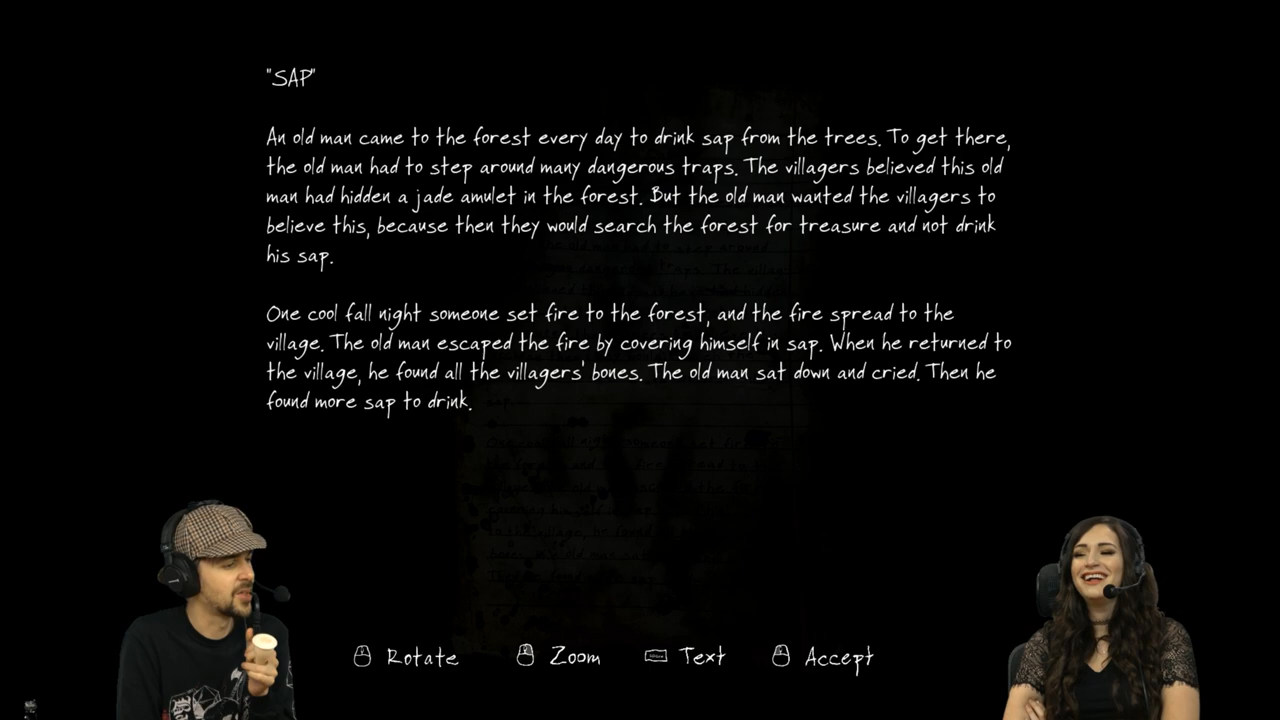 "SAP"
An old man came to the forest every day to drink sap from the trees. To get there,
the old man had to step around many dangerous traps. The villagers believed this old
man had hidden a jade amulet in the forest. But the old man wanted the villagers to
believe this, because then they would search the forest for treasure and not drink
his sap.
One cool fall night someone set fire to the forest, and the fire spread to the
village. The old man escaped the fire by covering himself in sap. When he returned to
the village, he found all the villagers' bones. The old man sat down and cried. Then he
found more sap to drink.
Rotate Zoom Text Accept